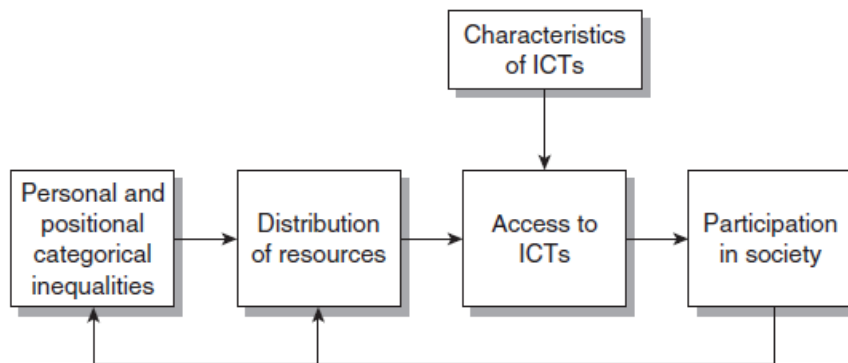 Characteristics
of ICTs
Personal and
positional
categorical
inequalities
Distribution
of resources
Access to
ICTs
Participation
in society